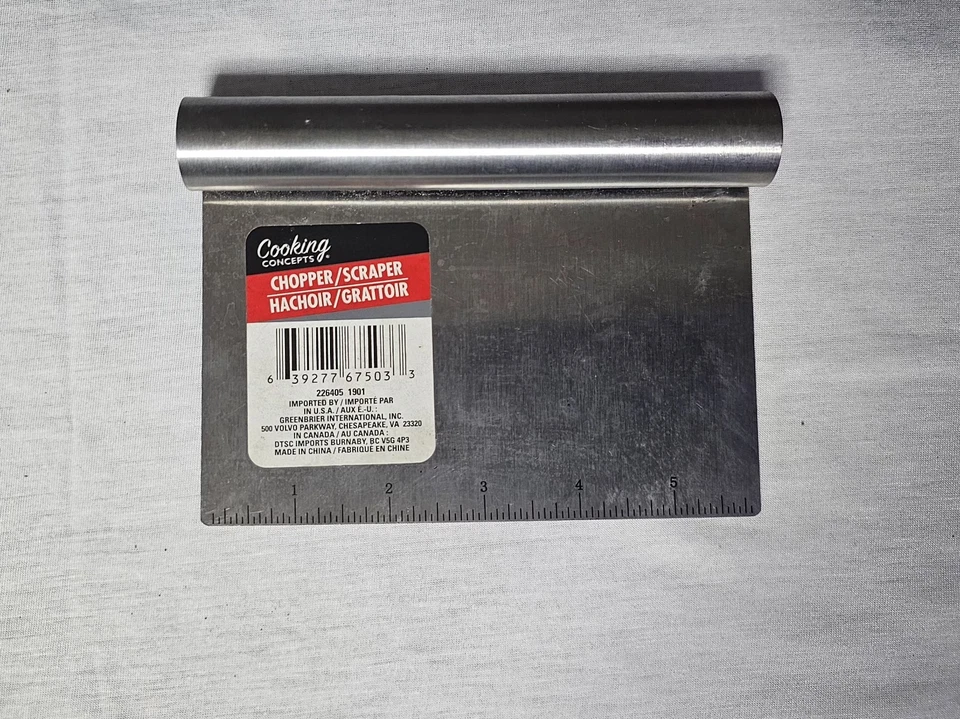 Cooking
CONCEPTS®
CHOPPER/SCRAPER
HACHOIR/GRATTOIR
6 39277 67503 3
226405 1901
IMPORTED BY / IMPORTÉ PAR
IN U.S.A. / AUX É.-U. :
GREENBRIER INTERNATIONAL, INC.
500 VOLVO PARKWAY, CHESAPEAKE, VA 23320
IN CANADA / AU CANADA :
DTSC IMPORTS BURNABY, BC V5G 4P3
MADE IN CHINA / FABRIQUÉ EN CHINE
1 2 3 4 5